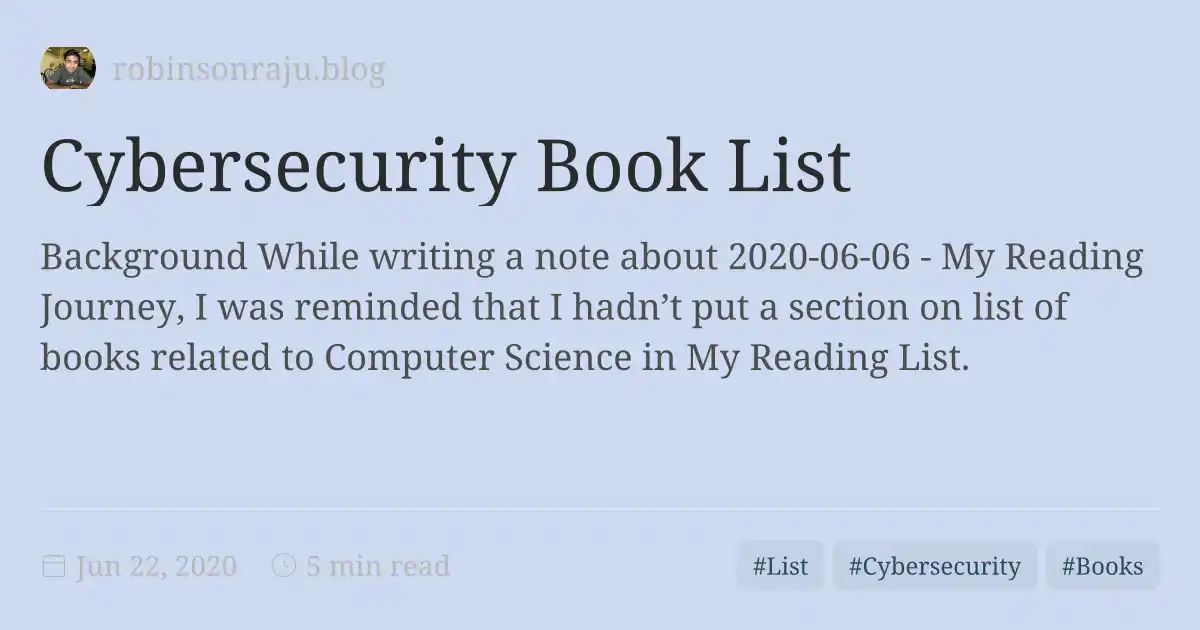 robinsonraju.blog
Cybersecurity Book List
Background While writing a note about 2020-06-06 - My Reading
Journey, I was reminded that I hadn’t put a section on list of
books related to Computer Science in My Reading List.
Jun 22, 2020 5 min read #List #Cybersecurity #Books